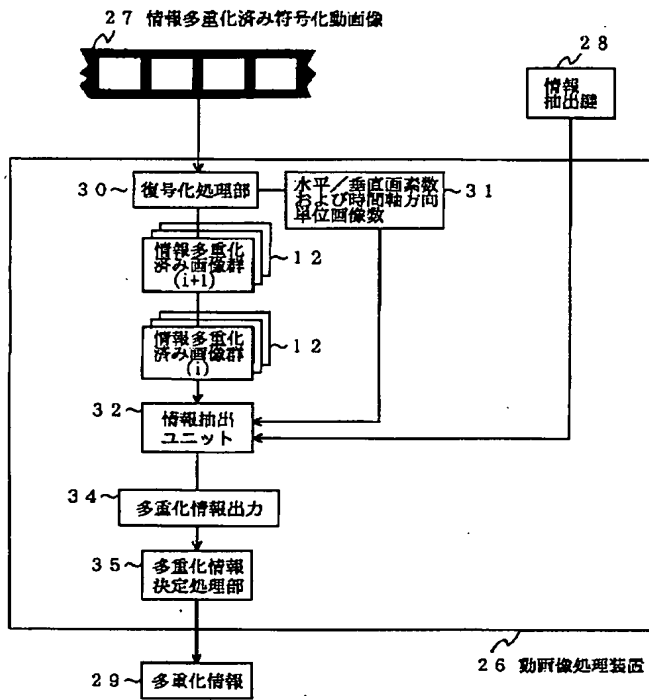 27 情報多重化済み符号化動画像
28
情報
抽出鍵
30
復号化処理部
水平/垂直画素数
および時間軸方向
単位画像数
31
情報多重化
済み画像群
(i+1)
12
情報多重化
済み画像群
(i)
12
32
情報抽出
ユニット
34
多重化情報出力
35
多重化情報
決定処理部
26 動画像処理装置
29
多重化情報